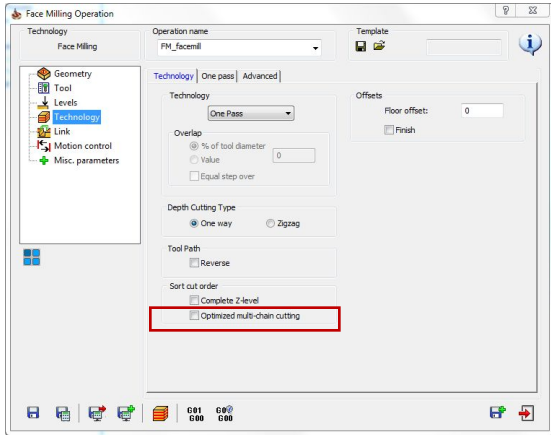 Face Milling Operation
Technology
Face Milling
Operation name
FM_facemill
Template
Geometry
Tool
Levels
Technology
Link
Motion control
Misc. parameters
Technology One pass Advanced
Technology
One Pass
Overlap
% of tool diameter
Value
0
Equal step over
Depth Cutting Type
One way Zigzag
Tool Path
Reverse
Sort cut order
Complete Z-level
Optimized multi-chain cutting
Offsets
Floor offset: 0
Finish
G01 G00
G00 G00